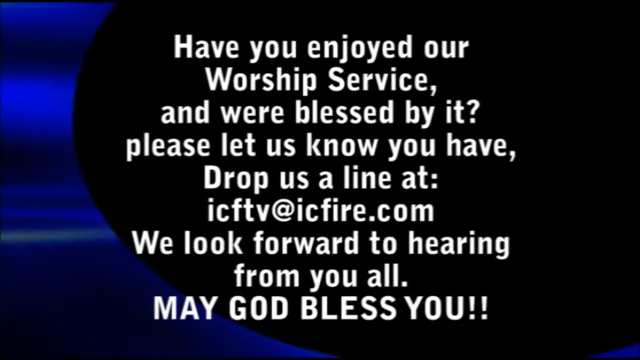 Have you enjoyed our
Worship Service,
and were blessed by it?
please let us know you have,
Drop us a line at:
icftv@icfire.com
We look forward to hearing
from you all.
MAY GOD BLESS YOU!!